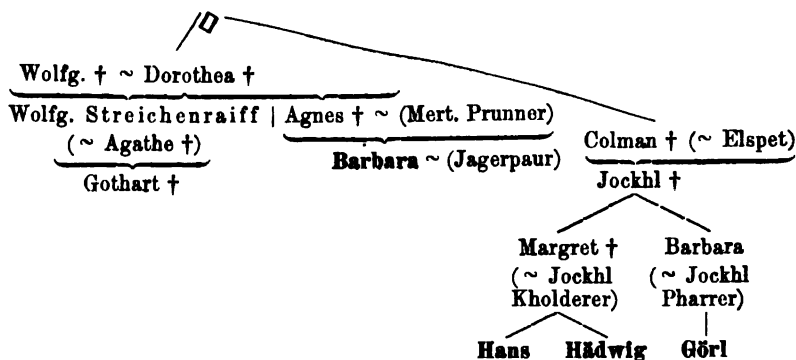 Wolfg. † ~ Dorothea †
Wolfg. Streichenraiff | Agnes † ~ (Mert. Prunner)
(~ Agathe †)
Barbara ~ (Jagerpaur)
Colman † (~ Elspet)
Gothart †
Jockhl †
Margret † Barbara
(~ Jockhl (~ Jockhl
Kholderer) Pharrer)
Hans Hädwig Görl